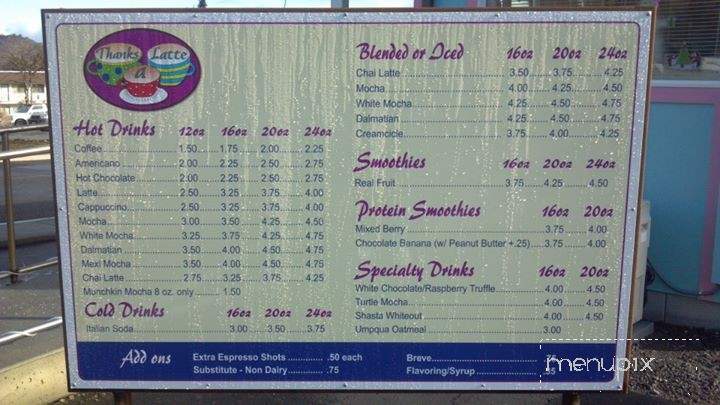 Thanks a Latte
Hot Drinks 12oz 16oz 20oz 24oz
Coffee 1.50 1.75 2.00 2.25
Americano 2.00 2.25 2.50 2.75
Hot Chocolate 2.00 2.25 2.50 2.75
Latte 2.50 3.25 3.75 4.00
Cappuccino 2.50 3.25 3.75 4.00
Mocha 3.00 3.50 4.25 4.50
White Mocha 3.25 3.75 4.25 4.75
Dalmatian 3.50 4.00 4.50 4.75
Mexi Mocha 3.50 4.00 4.50 4.75
Chai Latte 2.75 3.25 3.75 4.25
Munchkin Mocha 8 oz. only 1.50
Cold Drinks 16oz 20oz 24oz
Italian Soda 3.00 3.50 3.75
Blended or Iced 16oz 20oz 24oz
Chai Latte 3.50 3.75 4.25
Mocha 4.00 4.25 4.50
White Mocha 4.25 4.50 4.75
Dalmatian 4.25 4.50 4.75
Creamcicle 3.75 4.00 4.25
Smoothies 16oz 20oz 24oz
Real Fruit 3.75 4.25 4.50
Protein Smoothies 16oz 20oz
Mixed Berry 3.75 4.00
Chocolate Banana (w/ Peanut Butter +.25) 3.75 4.00
Specialty Drinks 16oz 20oz
White Chocolate/Raspberry Truffle 4.00 4.50
Turtle Mocha 4.00 4.50
Shasta Whiteout 4.00 4.50
Umpqua Oatmeal 3.00
Add ons
Extra Espresso Shots .50 each
Substitute - Non Dairy .75
Breve
Flavoring/Syrup
menupix